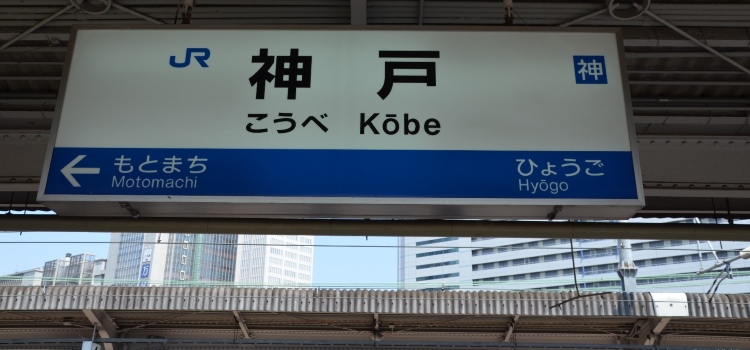 JR 神戸 神
こうべ Kōbe
← もとまち ひょうご
Motomachi Hyōgo